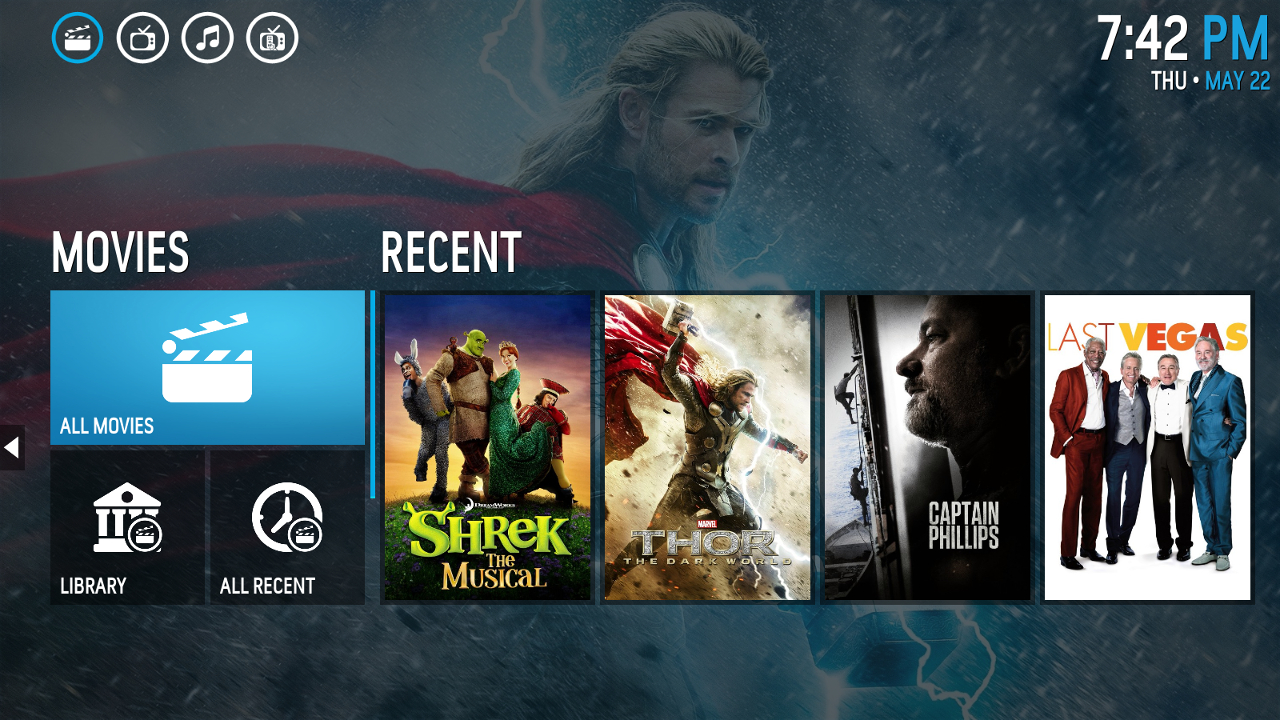 7:42 PM
THU • MAY 22
MOVIES
RECENT
ALL MOVIES
LIBRARY
ALL RECENT
DREAMWORKS
SHREK
THE
MUSICAL
MARVEL
THOR
THE DARK WORLD
CAPTAIN
PHILLIPS
LAST VEGAS